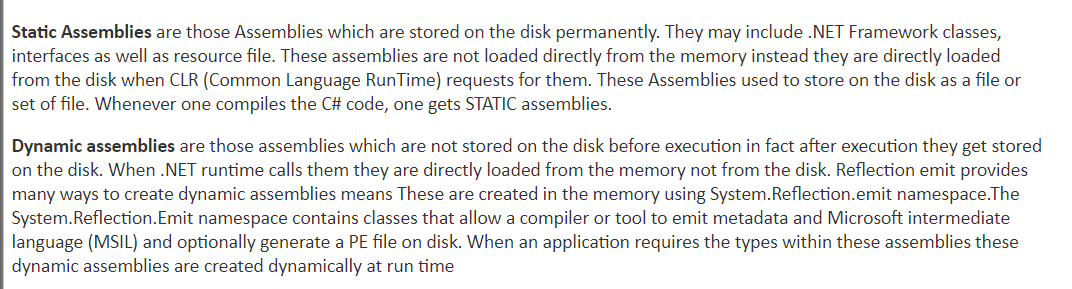 Static Assemblies are those Assemblies which are stored on the disk permanently. They may include .NET Framework classes,
interfaces as well as resource file. These assemblies are not loaded directly from the memory instead they are directly loaded
from the disk when CLR (Common Language RunTime) requests for them. These Assemblies used to store on the disk as a file or
set of file. Whenever one compiles the C# code, one gets STATIC assemblies.
Dynamic assemblies are those assemblies which are not stored on the disk before execution in fact after execution they get stored
on the disk. When .NET runtime calls them they are directly loaded from the memory not from the disk. Reflection emit provides
many ways to create dynamic assemblies means These are created in the memory using System.Reflection.emit namespace.The
System.Reflection.Emit namespace contains classes that allow a compiler or tool to emit metadata and Microsoft intermediate
language (MSIL) and optionally generate a PE file on disk. When an application requires the types within these assemblies these
dynamic assemblies are created dynamically at run time